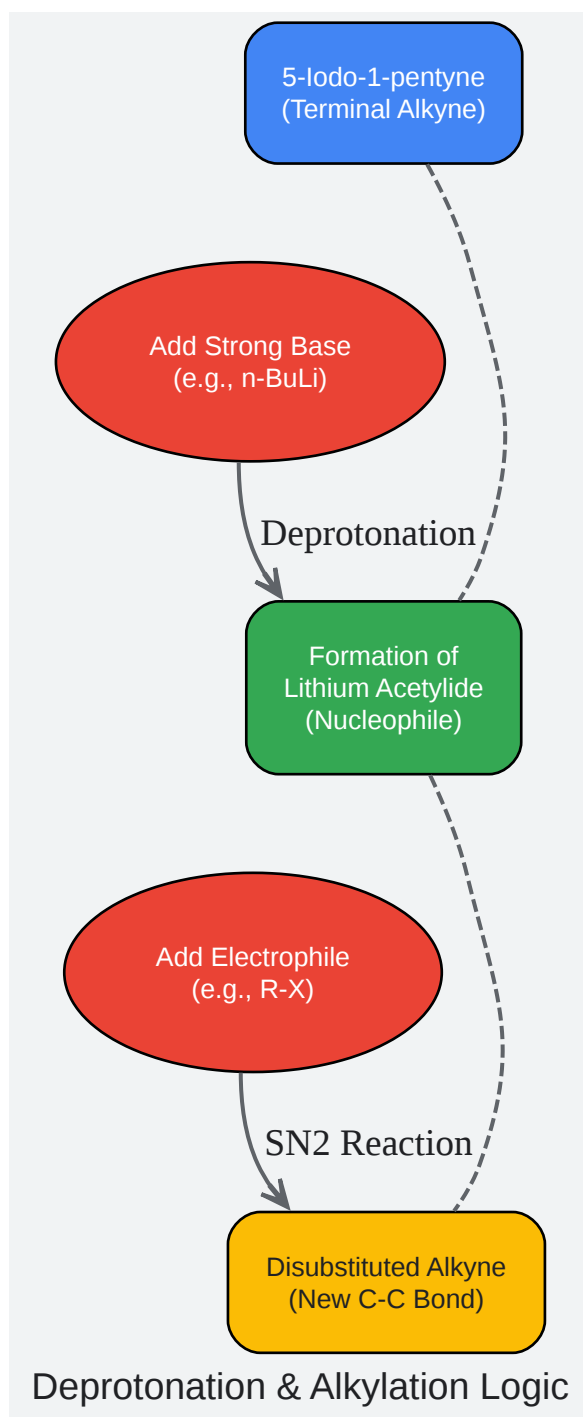 5-Iodo-1-pentyne
(Terminal Alkyne)
Add Strong Base
(e.g., n-BuLi)
Deprotonation
Formation of
Lithium Acetylide
(Nucleophile)
Add Electrophile
(e.g., R-X)
SN2 Reaction
Disubstituted Alkyne
(New C-C Bond)
Deprotonation & Alkylation Logic